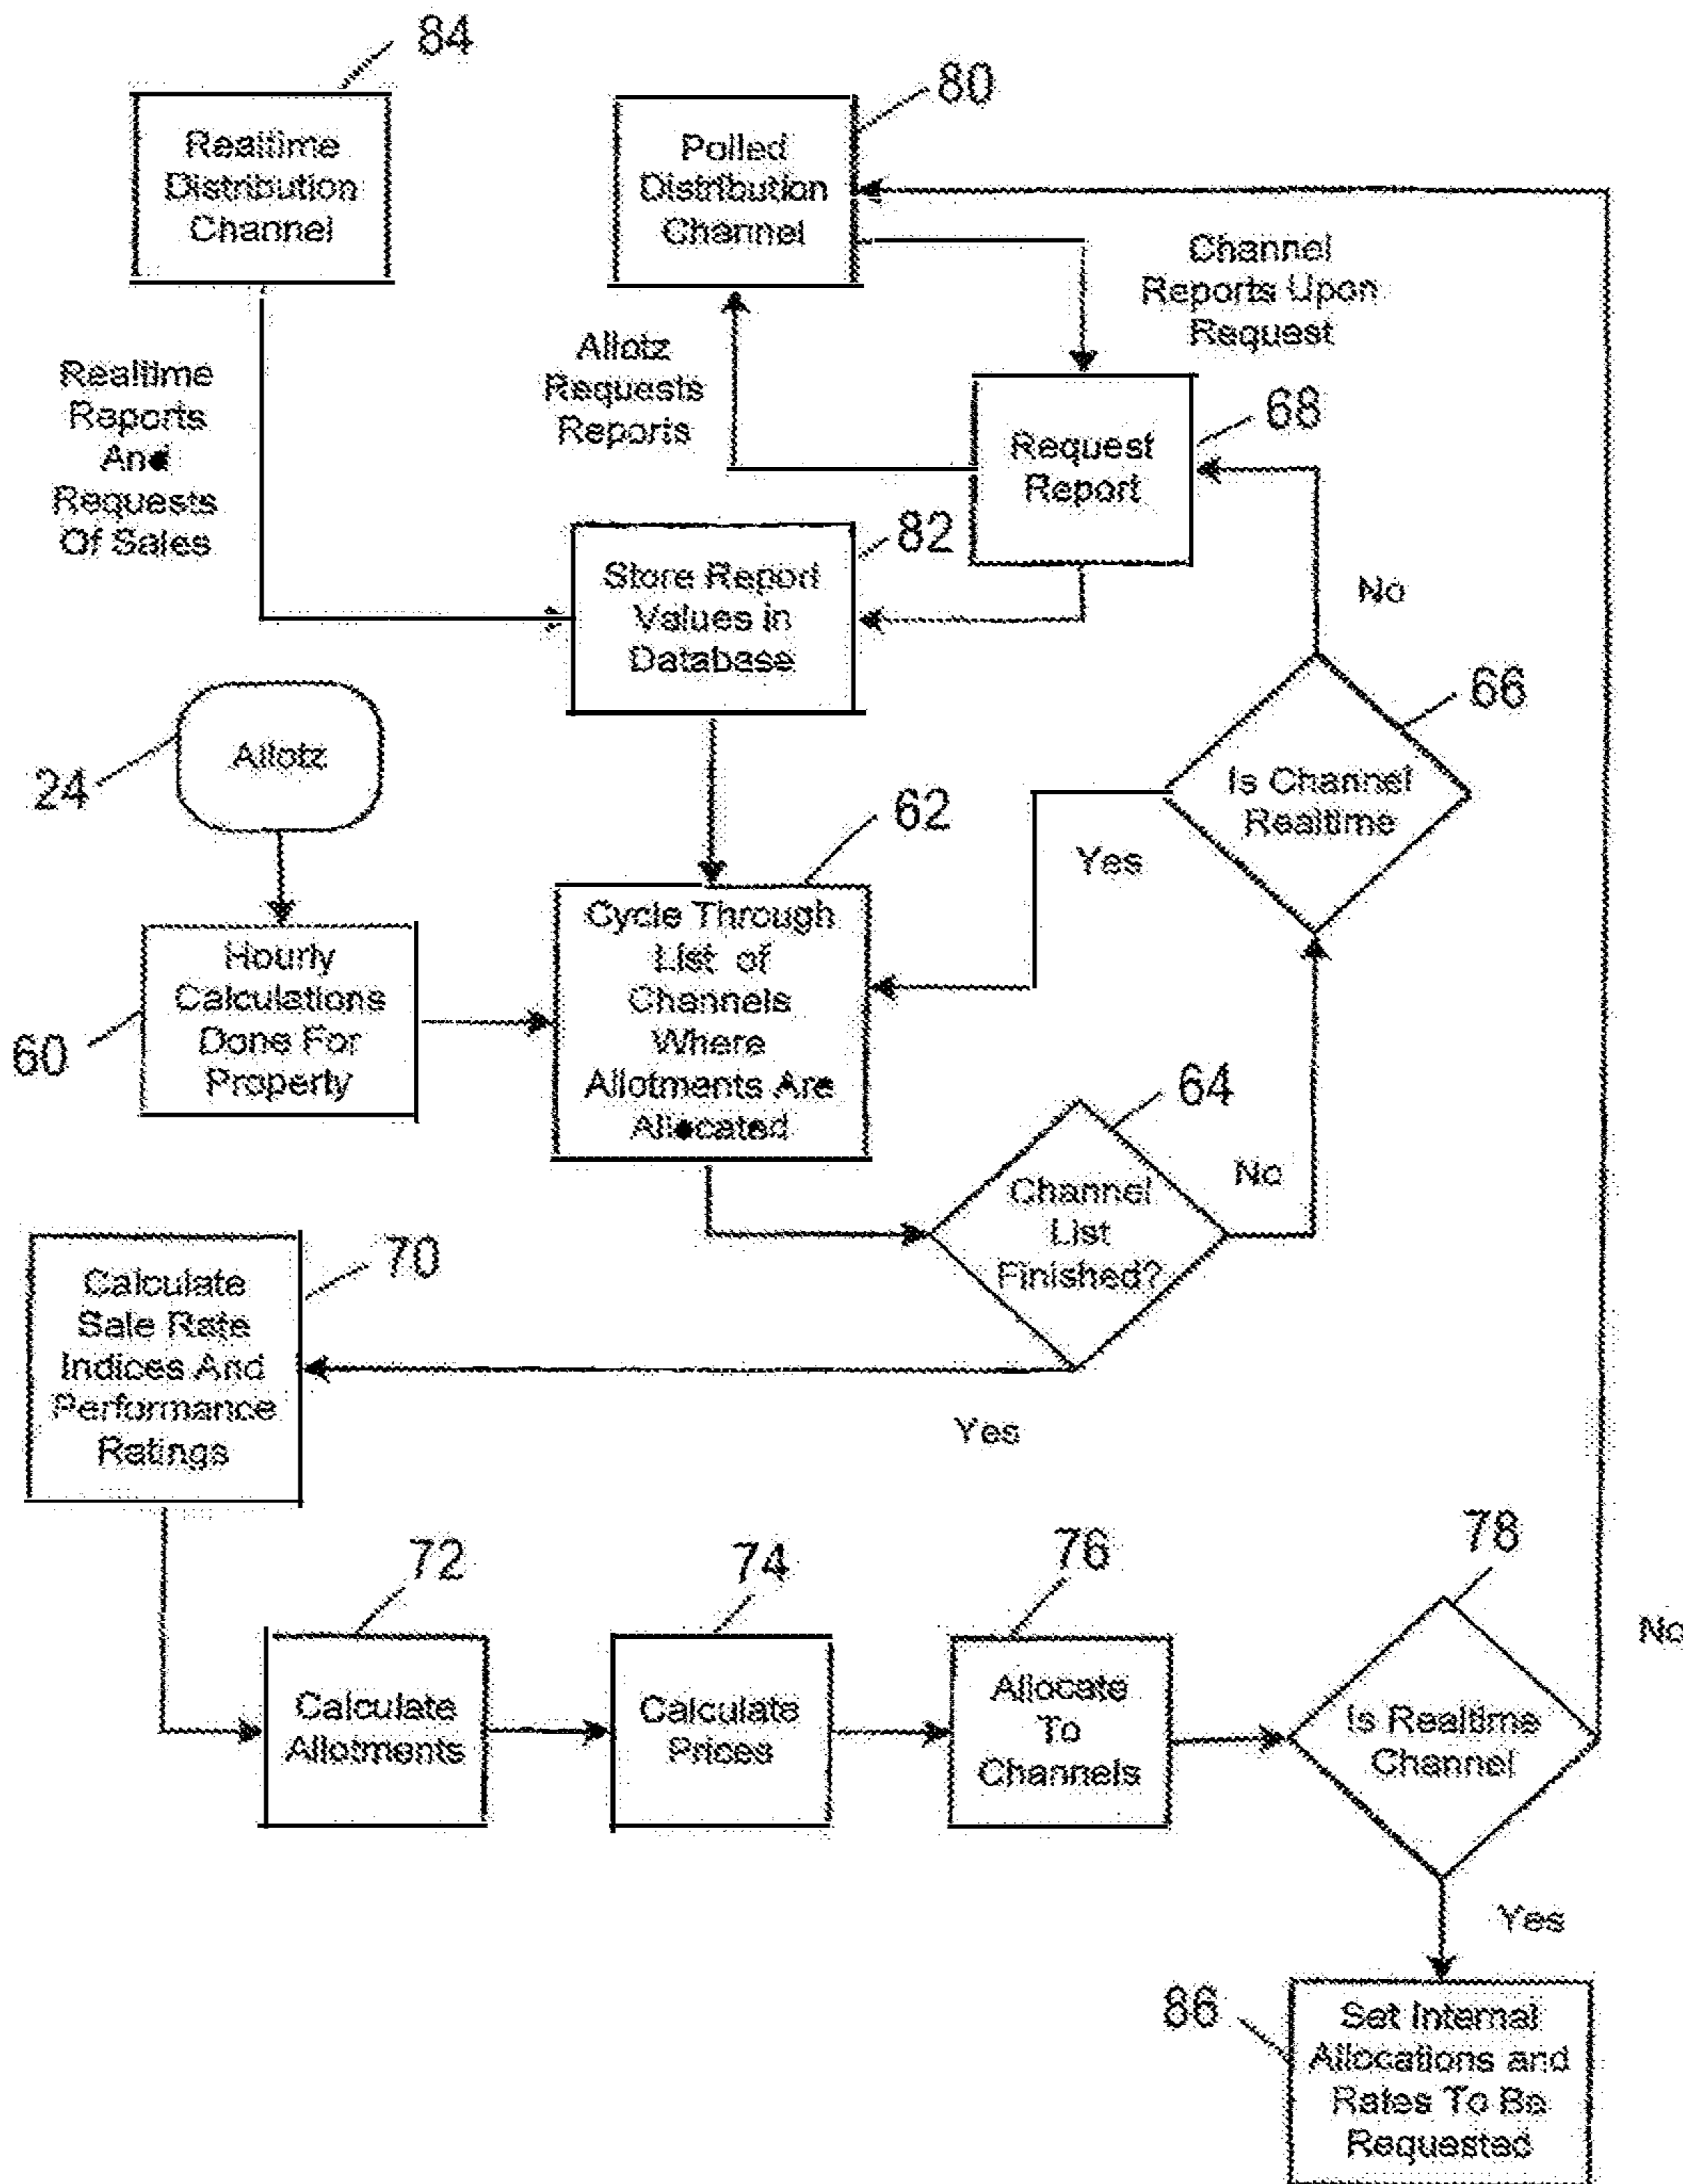 84
Realtime
Distribution
Channel
80
Polled
Distribution
Channel
Channel
Reports Upon
Request
Realtime
Reports
And
Requests
Of Sales
Allotz
Requests
Reports
68
Request
Report
82
Store Report
Values in
Database
No
66
Is Channel
Realtime
Yes
24
Allotz
62
Cycle Through
List of
Channels
Where
Allotments Are
Allocated
60
Hourly
Calculations
Done For
Property
64
Channel
List
Finished?
No
Yes
70
Calculate
Sale Rate
Indices And
Performance
Ratings
72
Calculate
Allotments
74
Calculate
Prices
76
Allocate
To
Channels
78
Is Realtime
Channel
No
Yes
86
Set Internal
Allocations and
Rates To Be
Requested